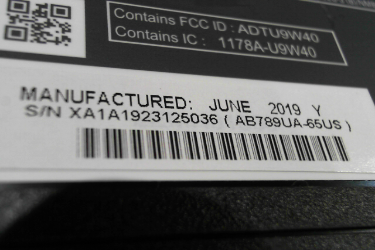 Contains FCC ID : ADTU9W40
Contains IC : 1178A-U9W40
MANUFACTURED: JUNE 2019 Y
S/N XA1A1923125036 ( AB789UA-65US )